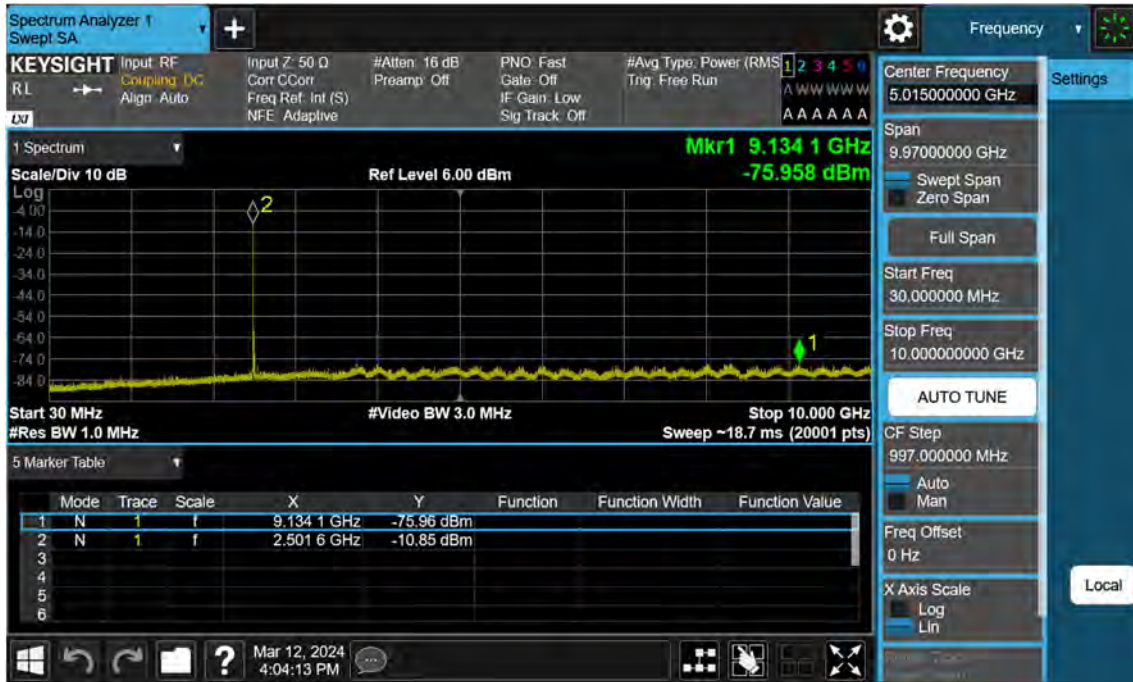 Spectrum Analyzer 1
Swept SA
+
Frequency
KEYSIGHT
RL
LXI
Input: RF
Coupling: DC
Align: Auto
Input Z: 50 Ω
Corr CCorr
Freq Ref: Int (S)
NFE: Adaptive
#Atten: 16 dB
Preamp: Off
PNO: Fast
Gate: Off
IF Gain: Low
Sig Track: Off
#Avg Type: Power (RMS
Trig: Free Run
1 2 3 4 5 6
A W W W W W
A A A A A A
1 Spectrum
Scale/Div 10 dB
Ref Level 6.00 dBm
Mkr1 9.134 1 GHz
-75.958 dBm
Log
-4.00
-14.0
-24.0
-34.0
-44.0
-54.0
-64.0
-74.0
-84.0
2
1
Start 30 MHz
#Video BW 3.0 MHz
Stop 10.000 GHz
#Res BW 1.0 MHz
Sweep ~18.7 ms (20001 pts)
5 Marker Table
Mode Trace Scale X Y Function Function Width Function Value
1 N 1 f 9.134 1 GHz -75.96 dBm
2 N 1 f 2.501 6 GHz -10.85 dBm
3
4
5
6
?
Mar 12, 2024
4:04:13 PM
Center Frequency
5.015000000 GHz
Span
9.97000000 GHz
Swept Span
Zero Span
Full Span
Start Freq
30.000000 MHz
Stop Freq
10.000000000 GHz
AUTO TUNE
CF Step
997.000000 MHz
Auto
Man
Freq Offset
0 Hz
X Axis Scale
Log
Lin
Settings
Local